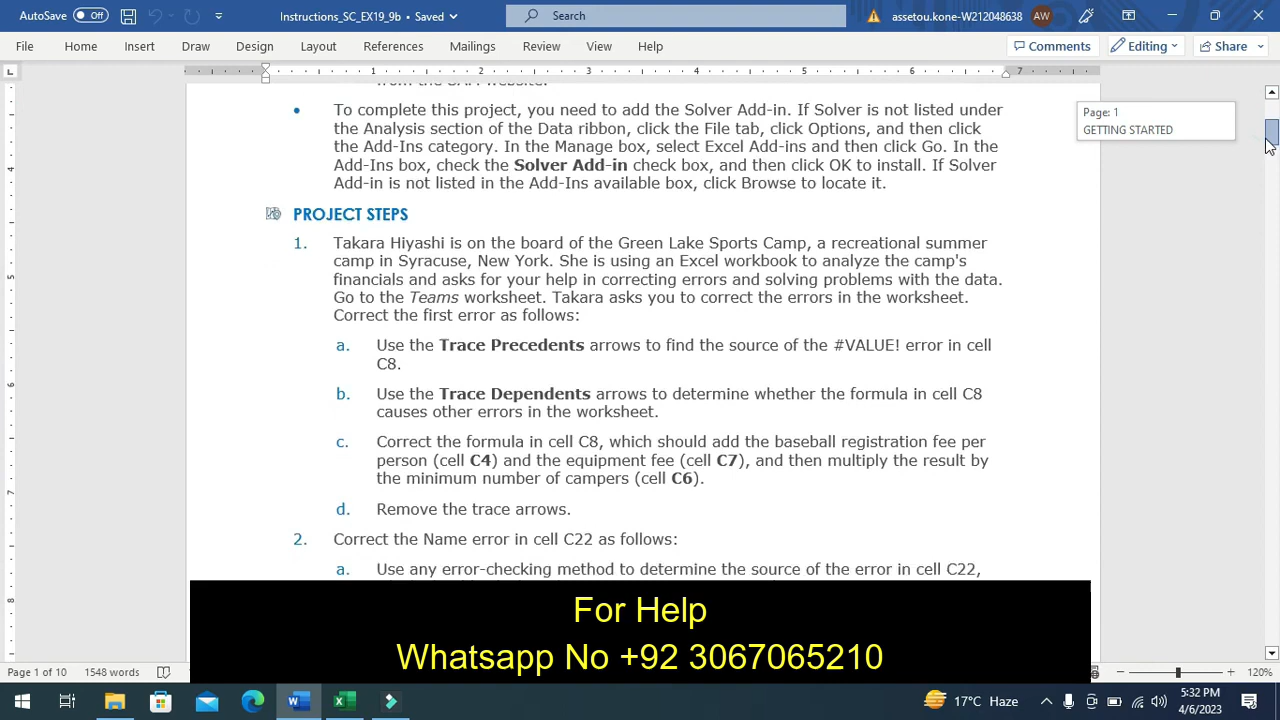 AutoSave Off Instructions_SC_EX19_9b • Saved Search assetou.kone-W212048638 AW
File Home Insert Draw Design Layout References Mailings Review View Help Comments Editing Share
1 2 3 4 5 6 7
To complete this project, you need to add the Solver Add-in. If Solver is not listed under
the Analysis section of the Data ribbon, click the File tab, click Options, and then click
the Add-Ins category. In the Manage box, select Excel Add-ins and then click Go. In the
Add-Ins box, check the Solver Add-in check box, and then click OK to install. If Solver
Add-in is not listed in the Add-Ins available box, click Browse to locate it.
Page: 1
GETTING STARTED
PROJECT STEPS
1. Takara Hiyashi is on the board of the Green Lake Sports Camp, a recreational summer
camp in Syracuse, New York. She is using an Excel workbook to analyze the camp's
financials and asks for your help in correcting errors and solving problems with the data.
Go to the Teams worksheet. Takara asks you to correct the errors in the worksheet.
Correct the first error as follows:
a. Use the Trace Precedents arrows to find the source of the #VALUE! error in cell
C8.
b. Use the Trace Dependents arrows to determine whether the formula in cell C8
causes other errors in the worksheet.
c. Correct the formula in cell C8, which should add the baseball registration fee per
person (cell C4) and the equipment fee (cell C7), and then multiply the result by
the minimum number of campers (cell C6).
d. Remove the trace arrows.
2. Correct the Name error in cell C22 as follows:
a. Use any error-checking method to determine the source of the error in cell C22,
4
5
6
7
8
For Help
Whatsapp No +92 3067065210
Page 1 of 10 1548 words 120%
17°C Haze 5:32 PM
4/6/2023